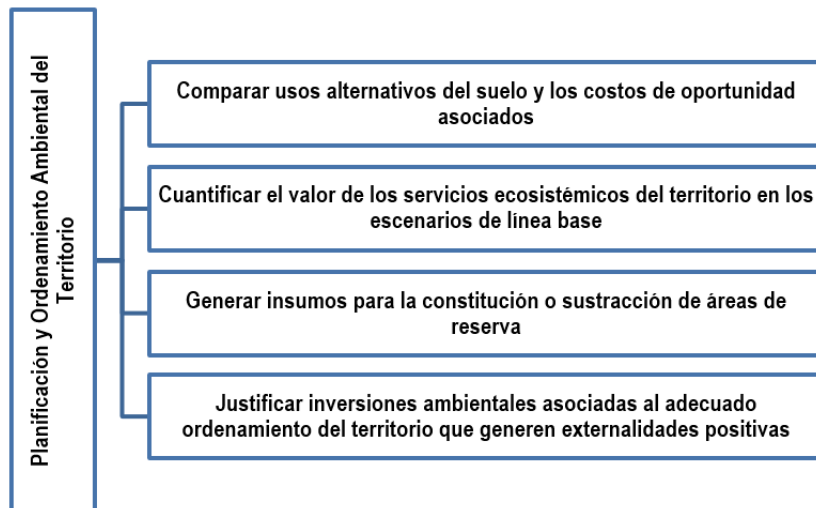 Planificación y Ordenamiento Ambiental del
Territorio
Comparar usos alternativos del suelo y los costos de oportunidad
asociados
Cuantificar el valor de los servicios ecosistémicos del territorio en los
escenarios de línea base
Generar insumos para la constitución o sustracción de áreas de
reserva
Justificar inversiones ambientales asociadas al adecuado
ordenamiento del territorio que generen externalidades positivas